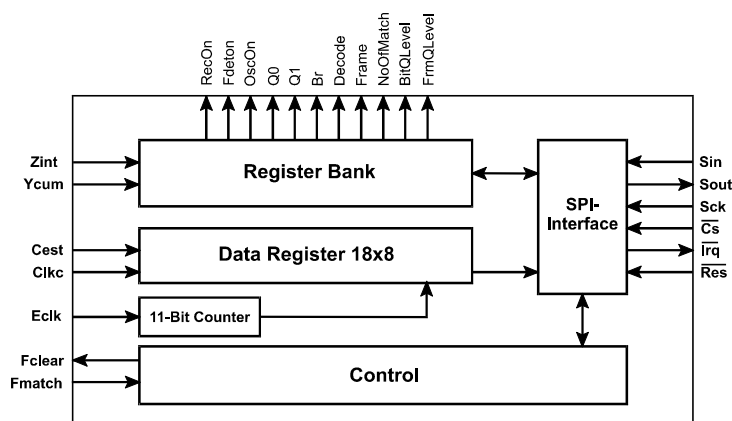 RecOn
Fdeton
OscOn
Q0
Q1
Br
Decode
Frame
NoOfMatch
BitQLevel
FrmQLevel
Zint
Ycum
Register Bank
SPI-
Interface
Sin
Sout
Sck
Cs
Irq
Res
Cest
Clkc
Data Register 18x8
Eclk
11-Bit Counter
Fclear
Fmatch
Control